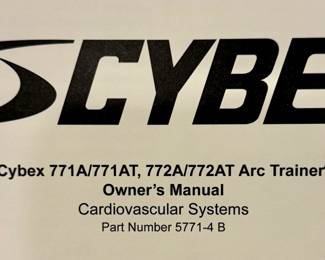 CYBE
Cybex 771A/771AT, 772A/772AT Arc Trainer
Owner's Manual
Cardiovascular Systems
Part Number 5771-4 B